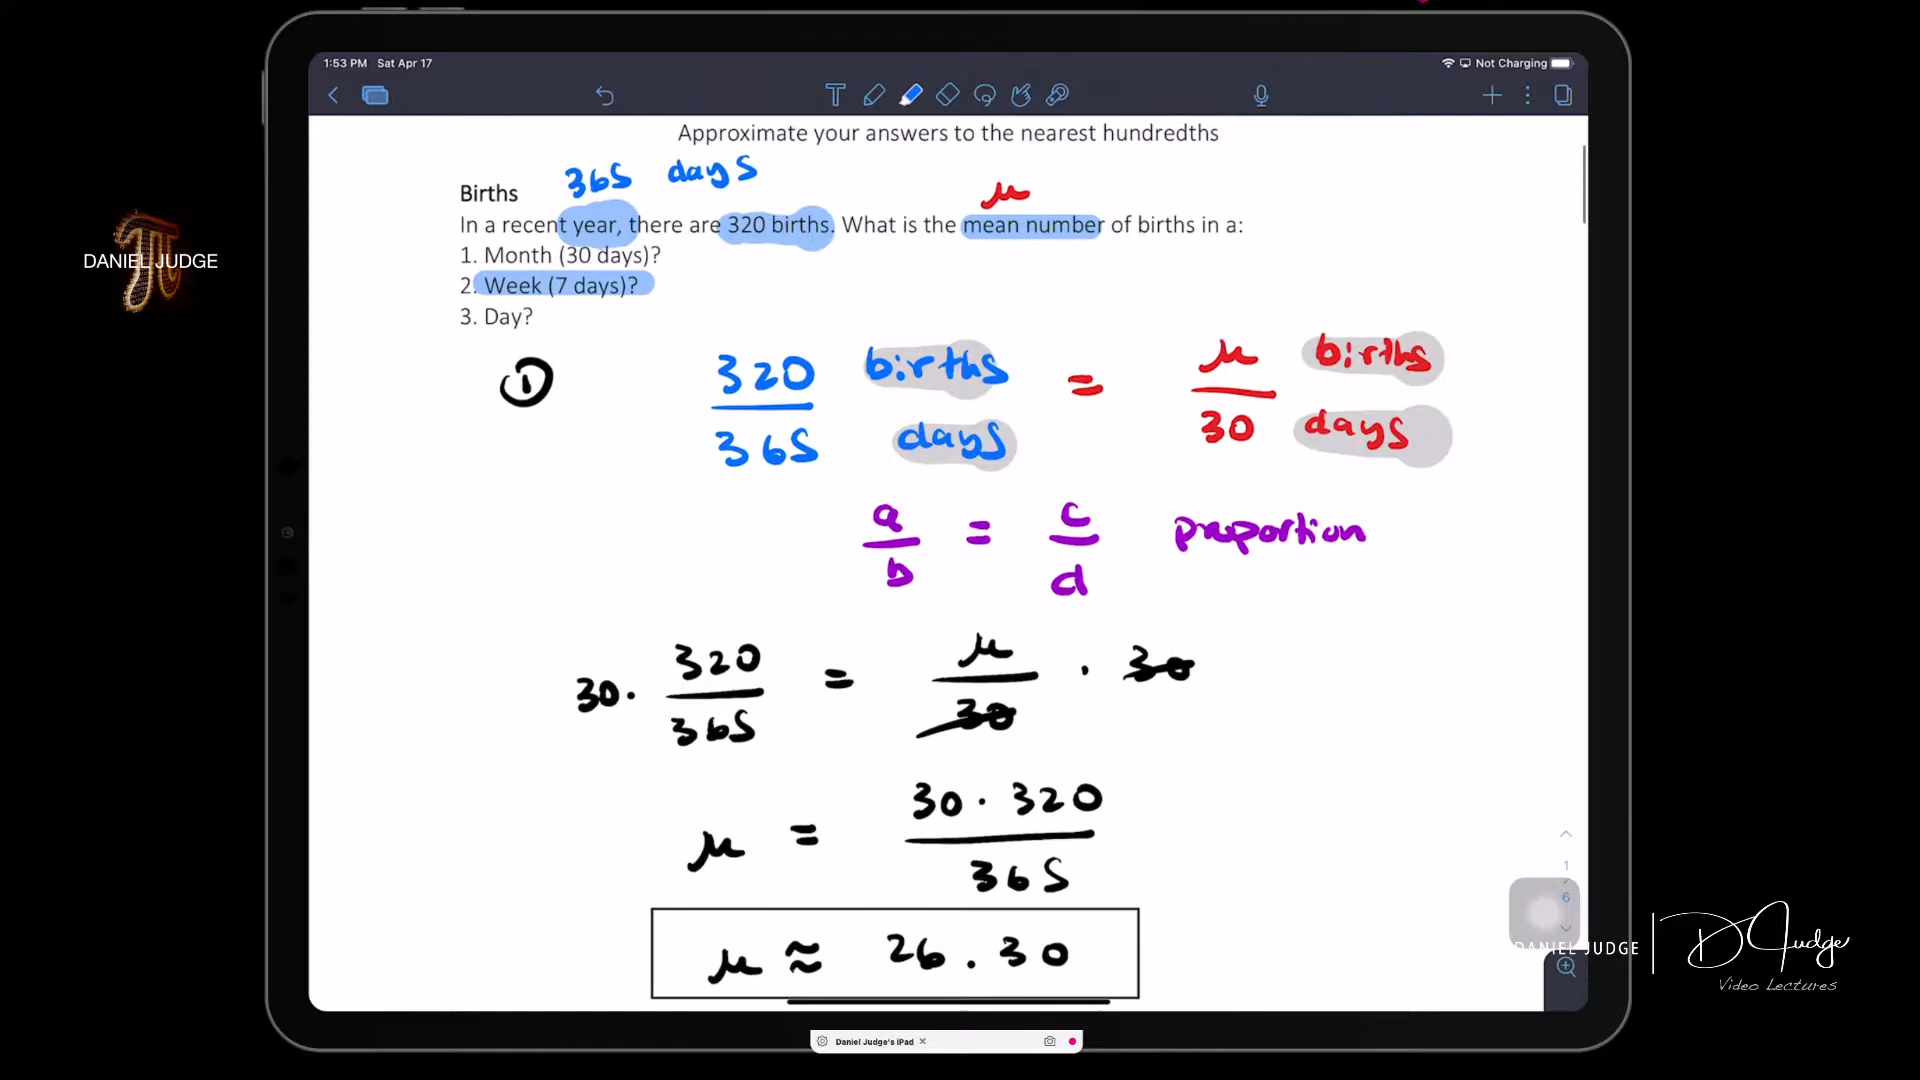 1:53 PM Sat Apr 17
Not Charging
Approximate your answers to the nearest hundredths
365 days
Births
μ
In a recent year, there are 320 births. What is the mean number of births in a:
1. Month (30 days)?
2. Week (7 days)?
3. Day?
DANIEL JUDGE
① 320 births = μ births
365 days 30 days
a = c proportion
b d
30 · 320 = μ · 30
365 30
μ = 30 · 320
365
μ ≈ 26.30
1
6
DANIEL JUDGE
DJudge
Video Lectures
Daniel Judge's iPad